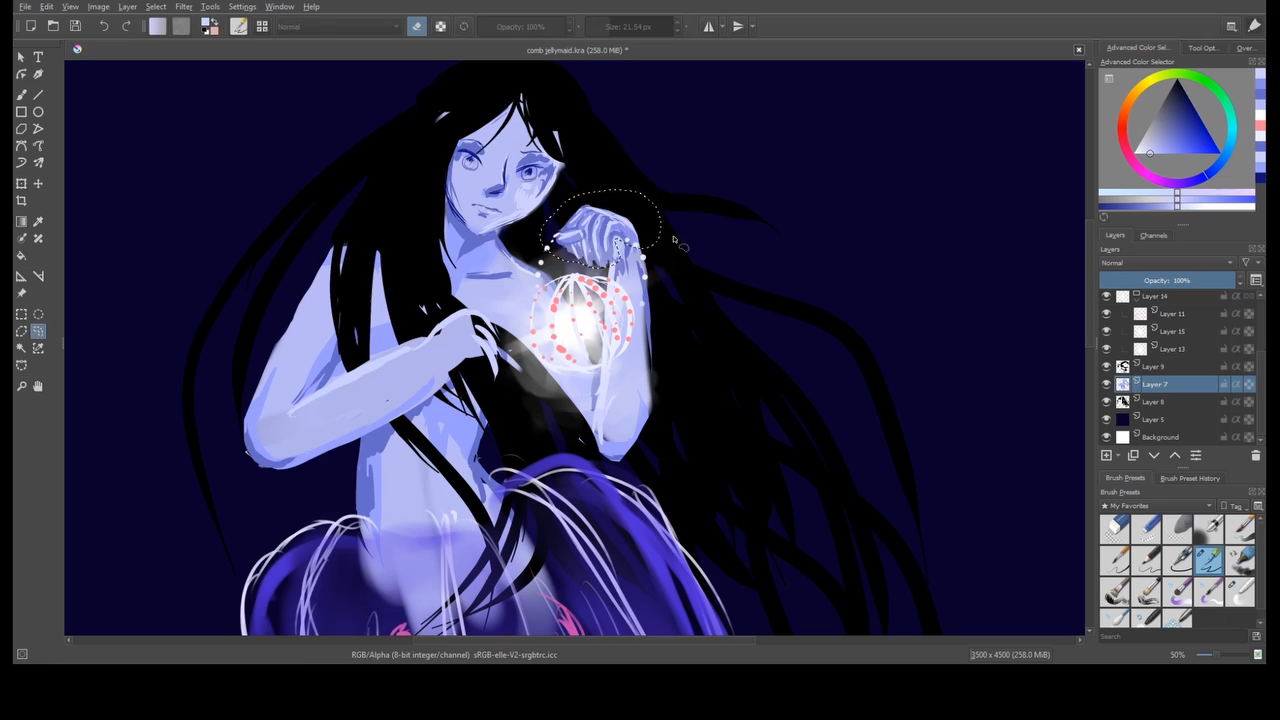 File Edit View Image Layer Select Filter Tools Settings Window Help
Normal Opacity: 100% Size: 21.54 px
comb jellymaid.kra (258.0 MiB) *
Advanced Color Sel... Tool Opt... Over...
Advanced Color Selector
Layers Channels
Layers
Normal
Opacity: 100%
Layer 14
Layer 11
Layer 15
Layer 13
Layer 9
Layer 7
Layer 8
Layer 5
Background
Brush Presets Brush Preset History
Brush Presets
★ My Favorites Tag
Search
RGB/Alpha (8-bit integer/channel) sRGB-elle-V2-srgbtrc.icc 3500 x 4500 (258.0 MiB) 50%